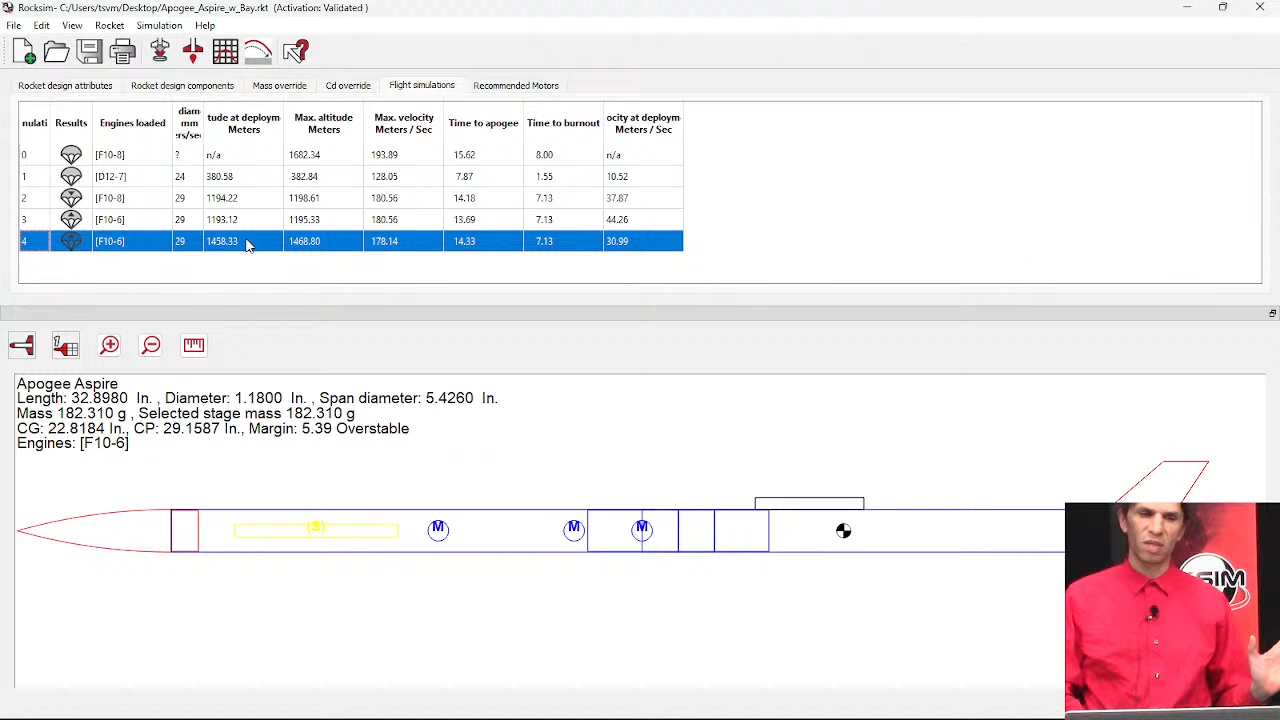 Rocksim - C:/Users/tsvm/Desktop/Apogee_Aspire_w_Bay.rkt (Activation: Validated )
File Edit View Rocket Simulation Help
Rocket design attributes Rocket design components Mass override Cd override Flight simulations Recommended Motors
nulati Results Engines loaded diam mm rs/sec tude at deploym Meters Max. altitude Meters Max. velocity Meters / Sec Time to apogee Time to burnout ocity at deploym Meters / Sec
0 [F10-8] ? n/a 1682.34 193.89 15.62 8.00 n/a
1 [D12-7] 24 380.58 382.84 128.05 7.87 1.55 10.52
2 [F10-8] 29 1194.22 1198.61 180.56 14.18 7.13 37.87
3 [F10-6] 29 1193.12 1195.33 180.56 13.69 7.13 44.26
4 [F10-6] 29 1458.33 1468.80 178.14 14.33 7.13 30.99
Apogee Aspire
Length: 32.8980 In. , Diameter: 1.1800 In. , Span diameter: 5.4260 In.
Mass 182.310 g , Selected stage mass 182.310 g
CG: 22.8184 In., CP: 29.1587 In., Margin: 5.39 Overstable
Engines: [F10-6]
(S) M M M
SIM